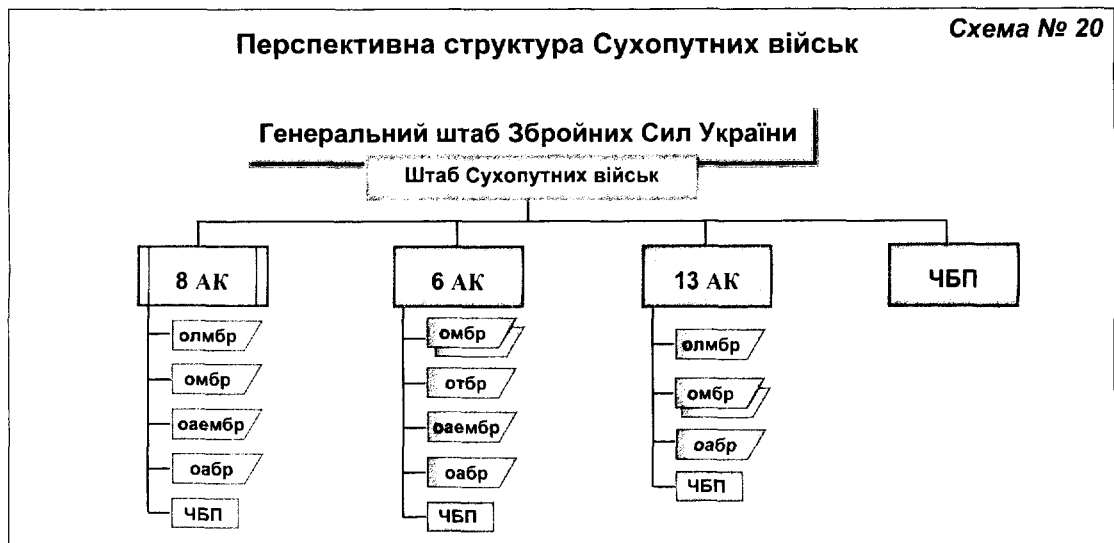 Схема № 20
Перспективна структура Сухопутних військ
Генеральний штаб Збройних Сил України
Штаб Сухопутних військ
8 АК
6 АК
13 АК
ЧБП
олмбр
омбр
оаембр
оабр
ЧБП
омбр
отбр
оаембр
оабр
ЧБП
олмбр
омбр
оабр
ЧБП